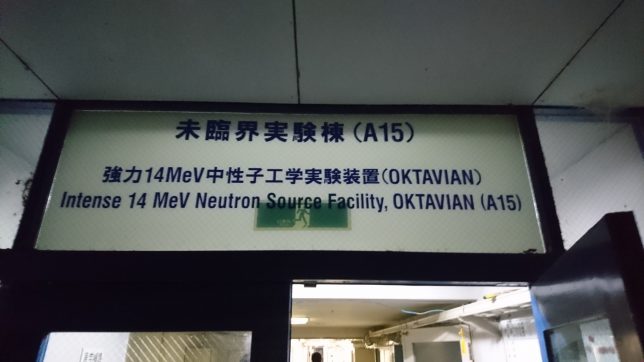 未臨界実験棟(A15)
強力14MeV中性子工学実験装置(OKTAVIAN)
Intense 14 MeV Neutron Source Facility, OKTAVIAN (A15)